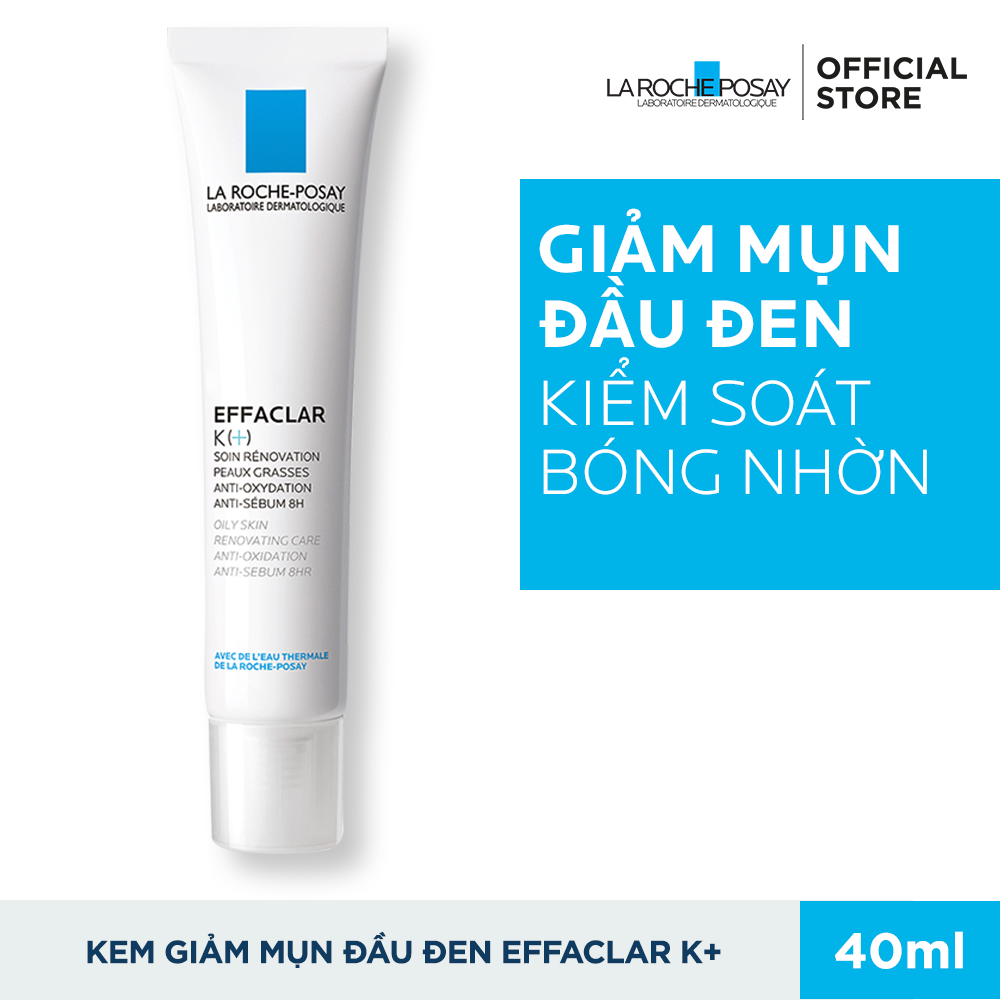 LA ROCHE-POSAY
LABORATOIRE DERMATOLOGIQUE
EFFACLAR
K(+)
SOIN RÉNOVATION
PEAUX GRASSES
ANTI-OXYDATION
ANTI-SÉBUM 8H
OILY SKIN
RENOVATING CARE
ANTI-OXIDATION
ANTI-SEBUM 8HR
AVEC DE L'EAU THERMALE
DE LA ROCHE-POSAY
LA ROCHE POSAY
LABORATOIRE DERMATOLOGIQUE
OFFICIAL
STORE
GIẢM MỤN
ĐẦU ĐEN
KIỂM SOÁT
BÓNG NHỜN
KEM GIẢM MỤN ĐẦU ĐEN EFFACLAR K+
40ml